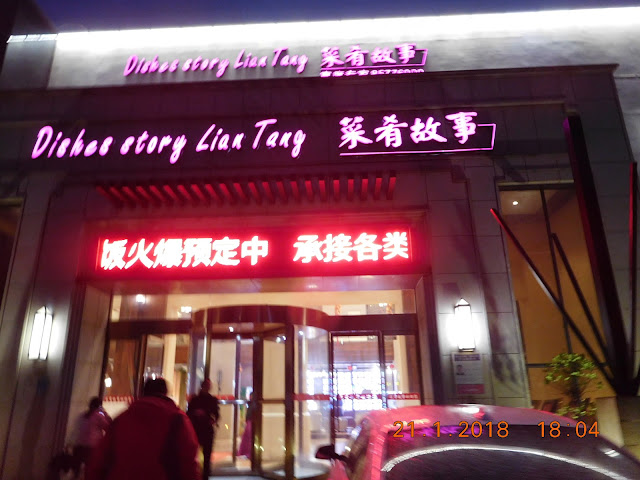 Dishes story Lian Tang 菜肴故事
Dishes story Lian Tang 菜肴故事
饭火爆预定中 承接各类
21.1.2018 18:04